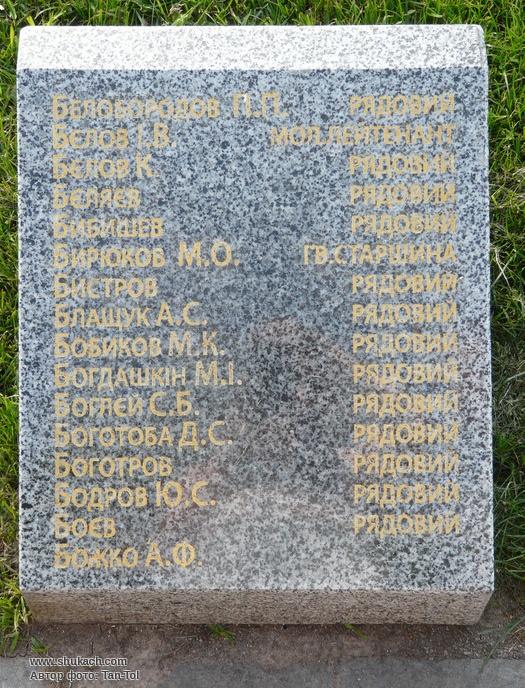 Бєлобородов П.П. рядовий
Бєлов І.В. мол.лейтенант
Бєлов К. рядовий
Бєляєв рядовий
Бибишев рядовий
Бирюков М.О. гв.старшина
Бистров рядовий
Блащук А.С. рядовий
Бобиков М.К. рядовий
Богдашкін М.І. рядовий
Боглєй С.Б. рядовий
Боготоба Д.С. рядовий
Боготров рядовий
Бодров Ю.С. рядовий
Боєв рядовий
Божко А.Ф.
www.shukach.com
Автор фото: Tan-Tol